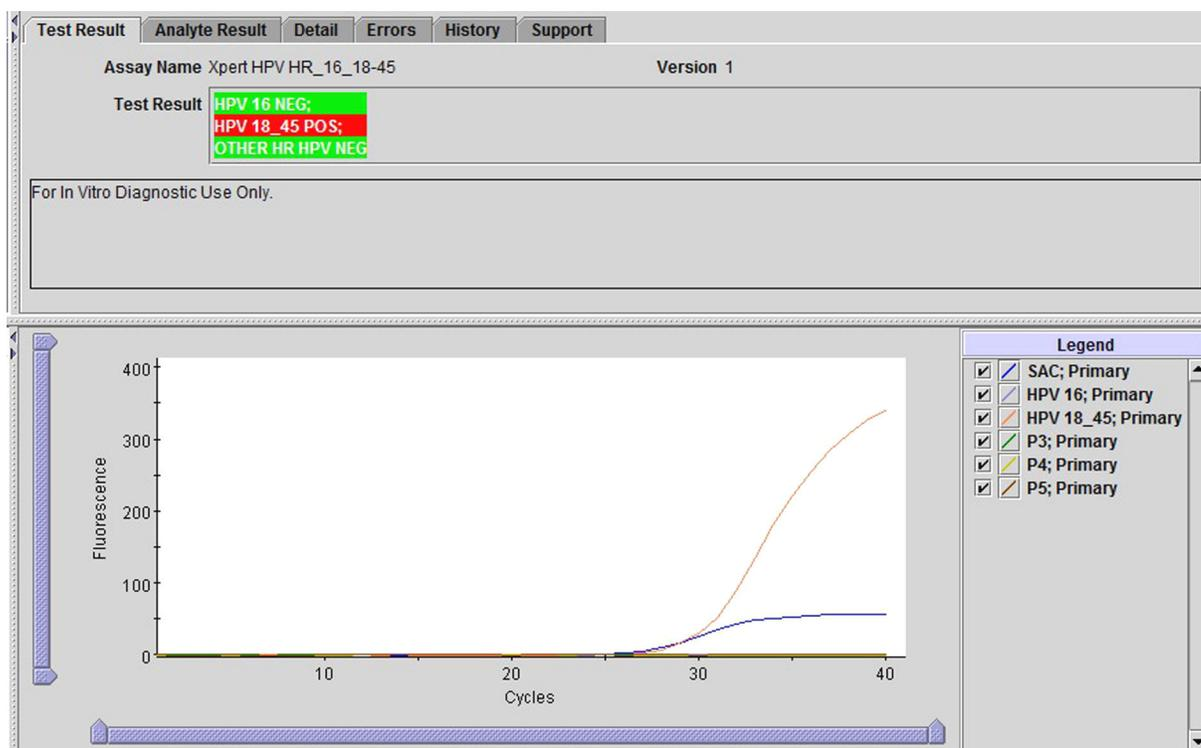 Test Result Analyte Result Detail Errors History Support
Assay Name Xpert HPV HR_16_18-45 Version 1
Test Result HPV 16 NEG;
HPV 18_45 POS;
OTHER HR HPV NEG
For In Vitro Diagnostic Use Only.
Legend
SAC; Primary
HPV 16; Primary
HPV 18_45; Primary
P3; Primary
P4; Primary
P5; Primary
400
300
200
100
0
Fluorescence
10 20 30 40
Cycles